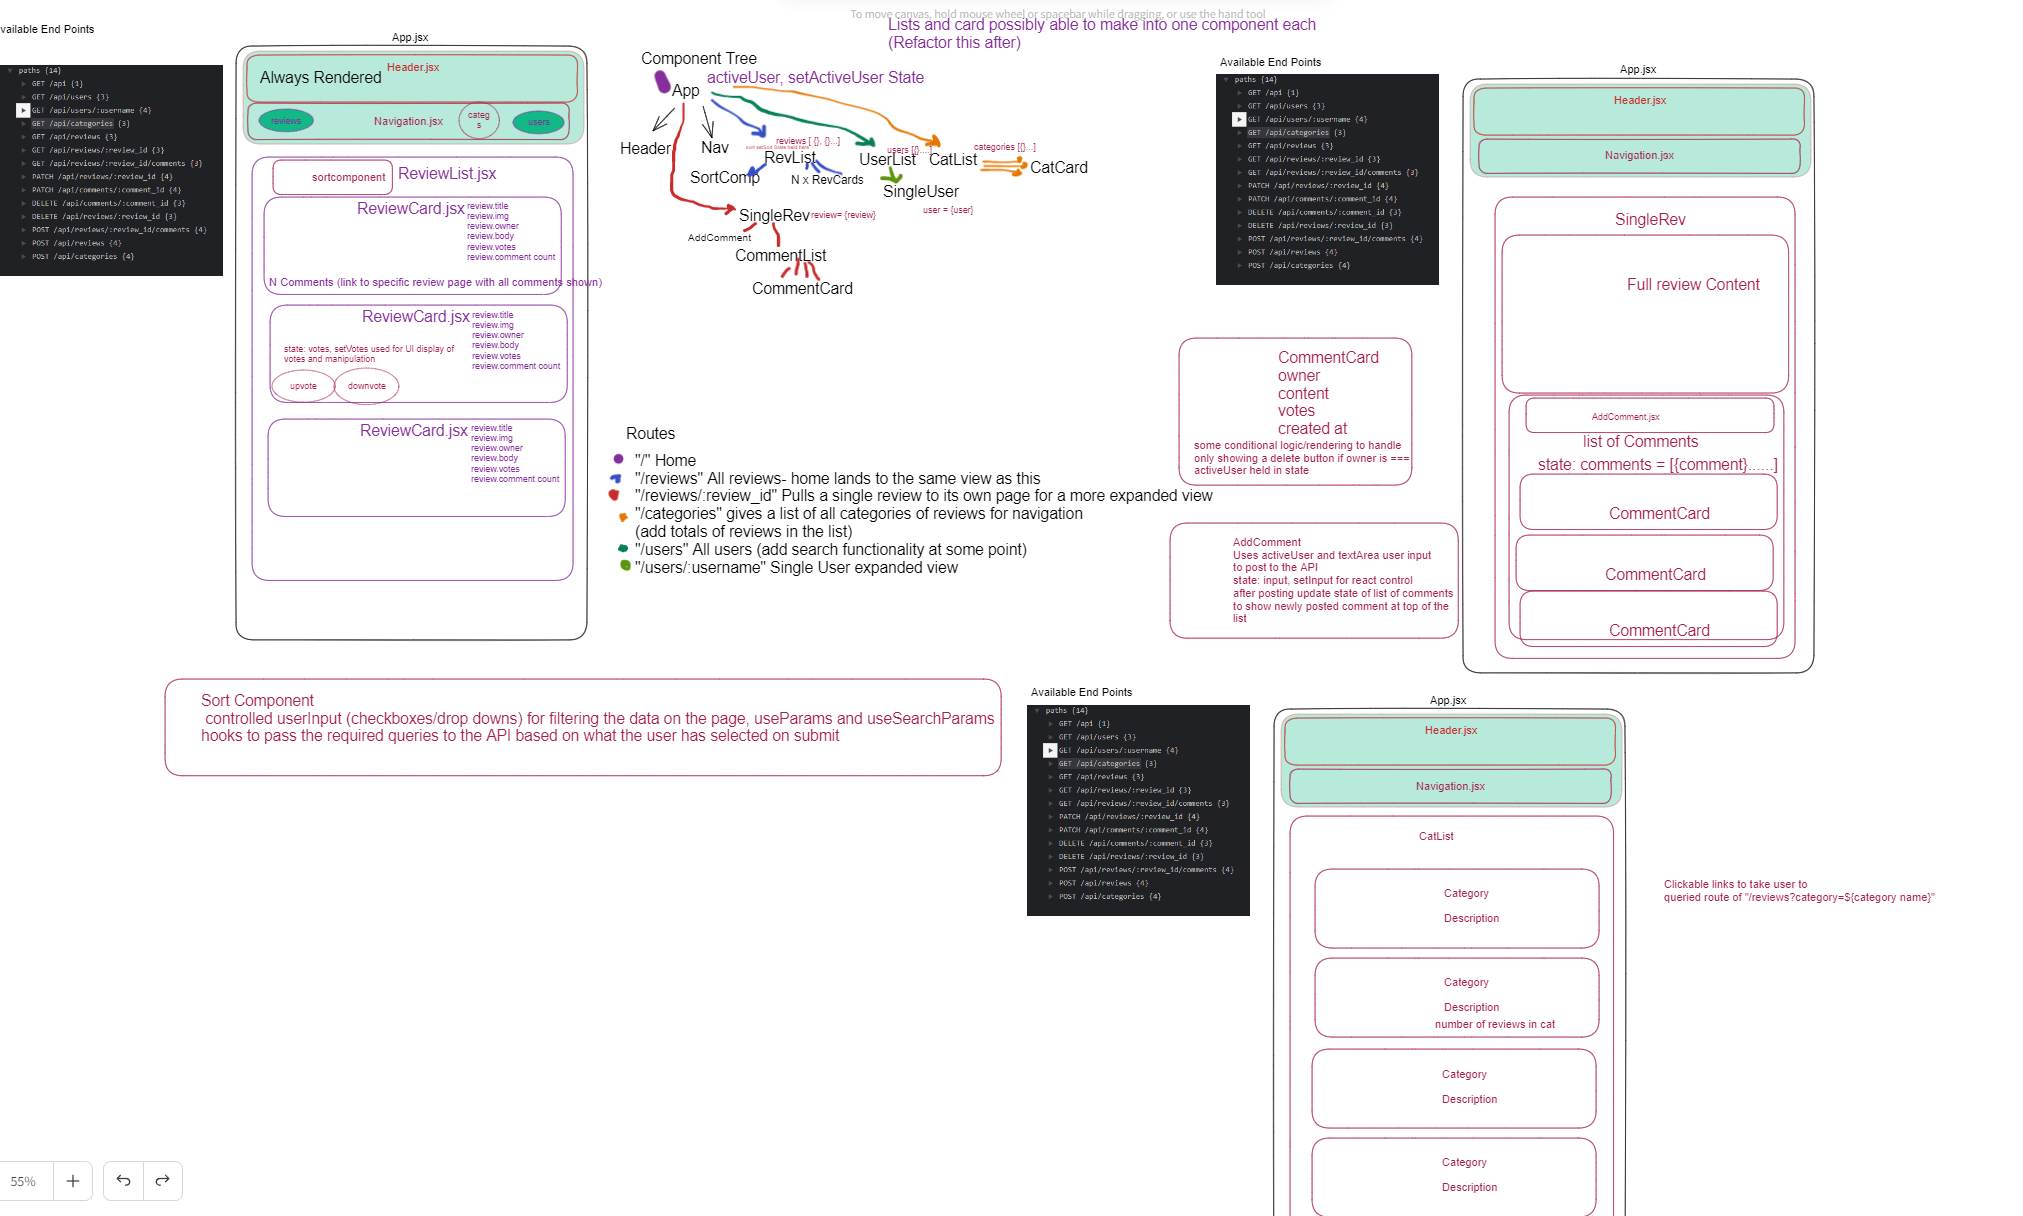 To move canvas, hold mouse wheel or spacebar while dragging, or use the hand tool
Lists and card possibly able to make into one component each
(Refactor this after)
vailable End Points
paths {14}
GET /api {1}
GET /api/users {3}
GET /api/users/:username {4}
GET /api/categories {3}
GET /api/reviews {3}
GET /api/reviews/:review_id {3}
GET /api/reviews/:review_id/comments {3}
PATCH /api/reviews/:review_id {4}
PATCH /api/comments/:comment_id {4}
DELETE /api/comments/:comment_id {3}
DELETE /api/reviews/:review_id {3}
POST /api/reviews/:review_id/comments {4}
POST /api/reviews {4}
POST /api/categories {4}
App.jsx
Header.jsx
Always Rendered
reviews
Navigation.jsx
categ
s
users
sortcomponent
ReviewList.jsx
ReviewCard.jsx
review.title
review.img
review.owner
review.body
review.votes
review.comment count
N Comments (link to specific review page with all comments shown)
ReviewCard.jsx
review.title
review.img
review.owner
review.body
review.votes
review.comment count
state: votes, setVotes used for UI display of
votes and manipulation
upvote
downvote
ReviewCard.jsx
review.title
review.img
review.owner
review.body
review.votes
review.comment count
Component Tree
activeUser, setActiveUser State
App
Header
Nav
reviews [ {}, {}...]
RevList
users [{}....]
UserList
categories [{}...]
CatList
CatCard
SortComp
N x RevCards
SingleUser
user = {user}
SingleRev
review= {review}
AddComment
CommentList
CommentCard
Routes
"/" Home
"/reviews" All reviews- home lands to the same view as this
"/reviews/:review_id" Pulls a single review to its own page for a more expanded view
"/categories" gives a list of all categories of reviews for navigation
(add totals of reviews in the list)
"/users" All users (add search functionality at some point)
"/users/:username" Single User expanded view
Available End Points
paths {14}
GET /api {1}
GET /api/users {3}
GET /api/users/:username {4}
GET /api/categories {3}
GET /api/reviews {3}
GET /api/reviews/:review_id {3}
GET /api/reviews/:review_id/comments {3}
PATCH /api/reviews/:review_id {4}
PATCH /api/comments/:comment_id {4}
DELETE /api/comments/:comment_id {3}
DELETE /api/reviews/:review_id {3}
POST /api/reviews/:review_id/comments {4}
POST /api/reviews {4}
POST /api/categories {4}
App.jsx
Header.jsx
Navigation.jsx
SingleRev
Full review Content
AddComment.jsx
list of Comments
state: comments = [{comment}......]
CommentCard
CommentCard
CommentCard
CommentCard
owner
content
votes
created at
some conditional logic/rendering to handle
only showing a delete button if owner is ===
activeUser held in state
AddComment
Uses activeUser and textArea user input
to post to the API
state: input, setInput for react control
after posting update state of list of comments
to show newly posted comment at top of the
list
Sort Component
controlled userInput (checkboxes/drop downs) for filtering the data on the page, useParams and useSearchParams
hooks to pass the required queries to the API based on what the user has selected on submit
Available End Points
paths {14}
GET /api {1}
GET /api/users {3}
GET /api/users/:username {4}
GET /api/categories {3}
GET /api/reviews {3}
GET /api/reviews/:review_id {3}
GET /api/reviews/:review_id/comments {3}
PATCH /api/reviews/:review_id {4}
PATCH /api/comments/:comment_id {4}
DELETE /api/comments/:comment_id {3}
DELETE /api/reviews/:review_id {3}
POST /api/reviews/:review_id/comments {4}
POST /api/reviews {4}
POST /api/categories {4}
App.jsx
Header.jsx
Navigation.jsx
CatList
Category
Description
Category
Description
number of reviews in cat
Category
Description
Category
Description
Clickable links to take user to
queried route of "/reviews?category=${category name}"
55%